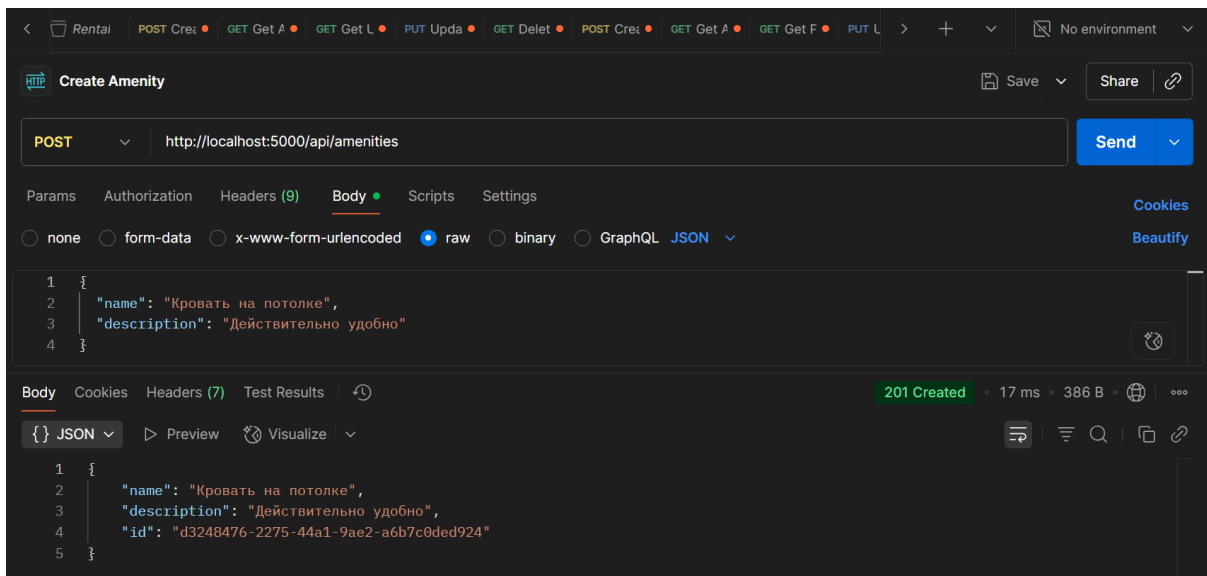 Rental POST Crea GET Get A GET Get L PUT Upda GET Delet POST Crea GET Get A GET Get F PUT No environment
HTTP Create Amenity Save Share
POST http://localhost:5000/api/amenities Send
Params Authorization Headers (9) Body Scripts Settings Cookies
none form-data x-www-form-urlencoded raw binary GraphQL JSON Beautify
1 {
2 "name": "Кровать на потолке",
3 "description": "Действительно удобно"
4 }
Body Cookies Headers (7) Test Results 201 Created 17 ms 386 B
{} JSON Preview Visualize
1 {
2 "name": "Кровать на потолке",
3 "description": "Действительно удобно",
4 "id": "d3248476-2275-44a1-9ae2-a6b7c0ded924"
5 }